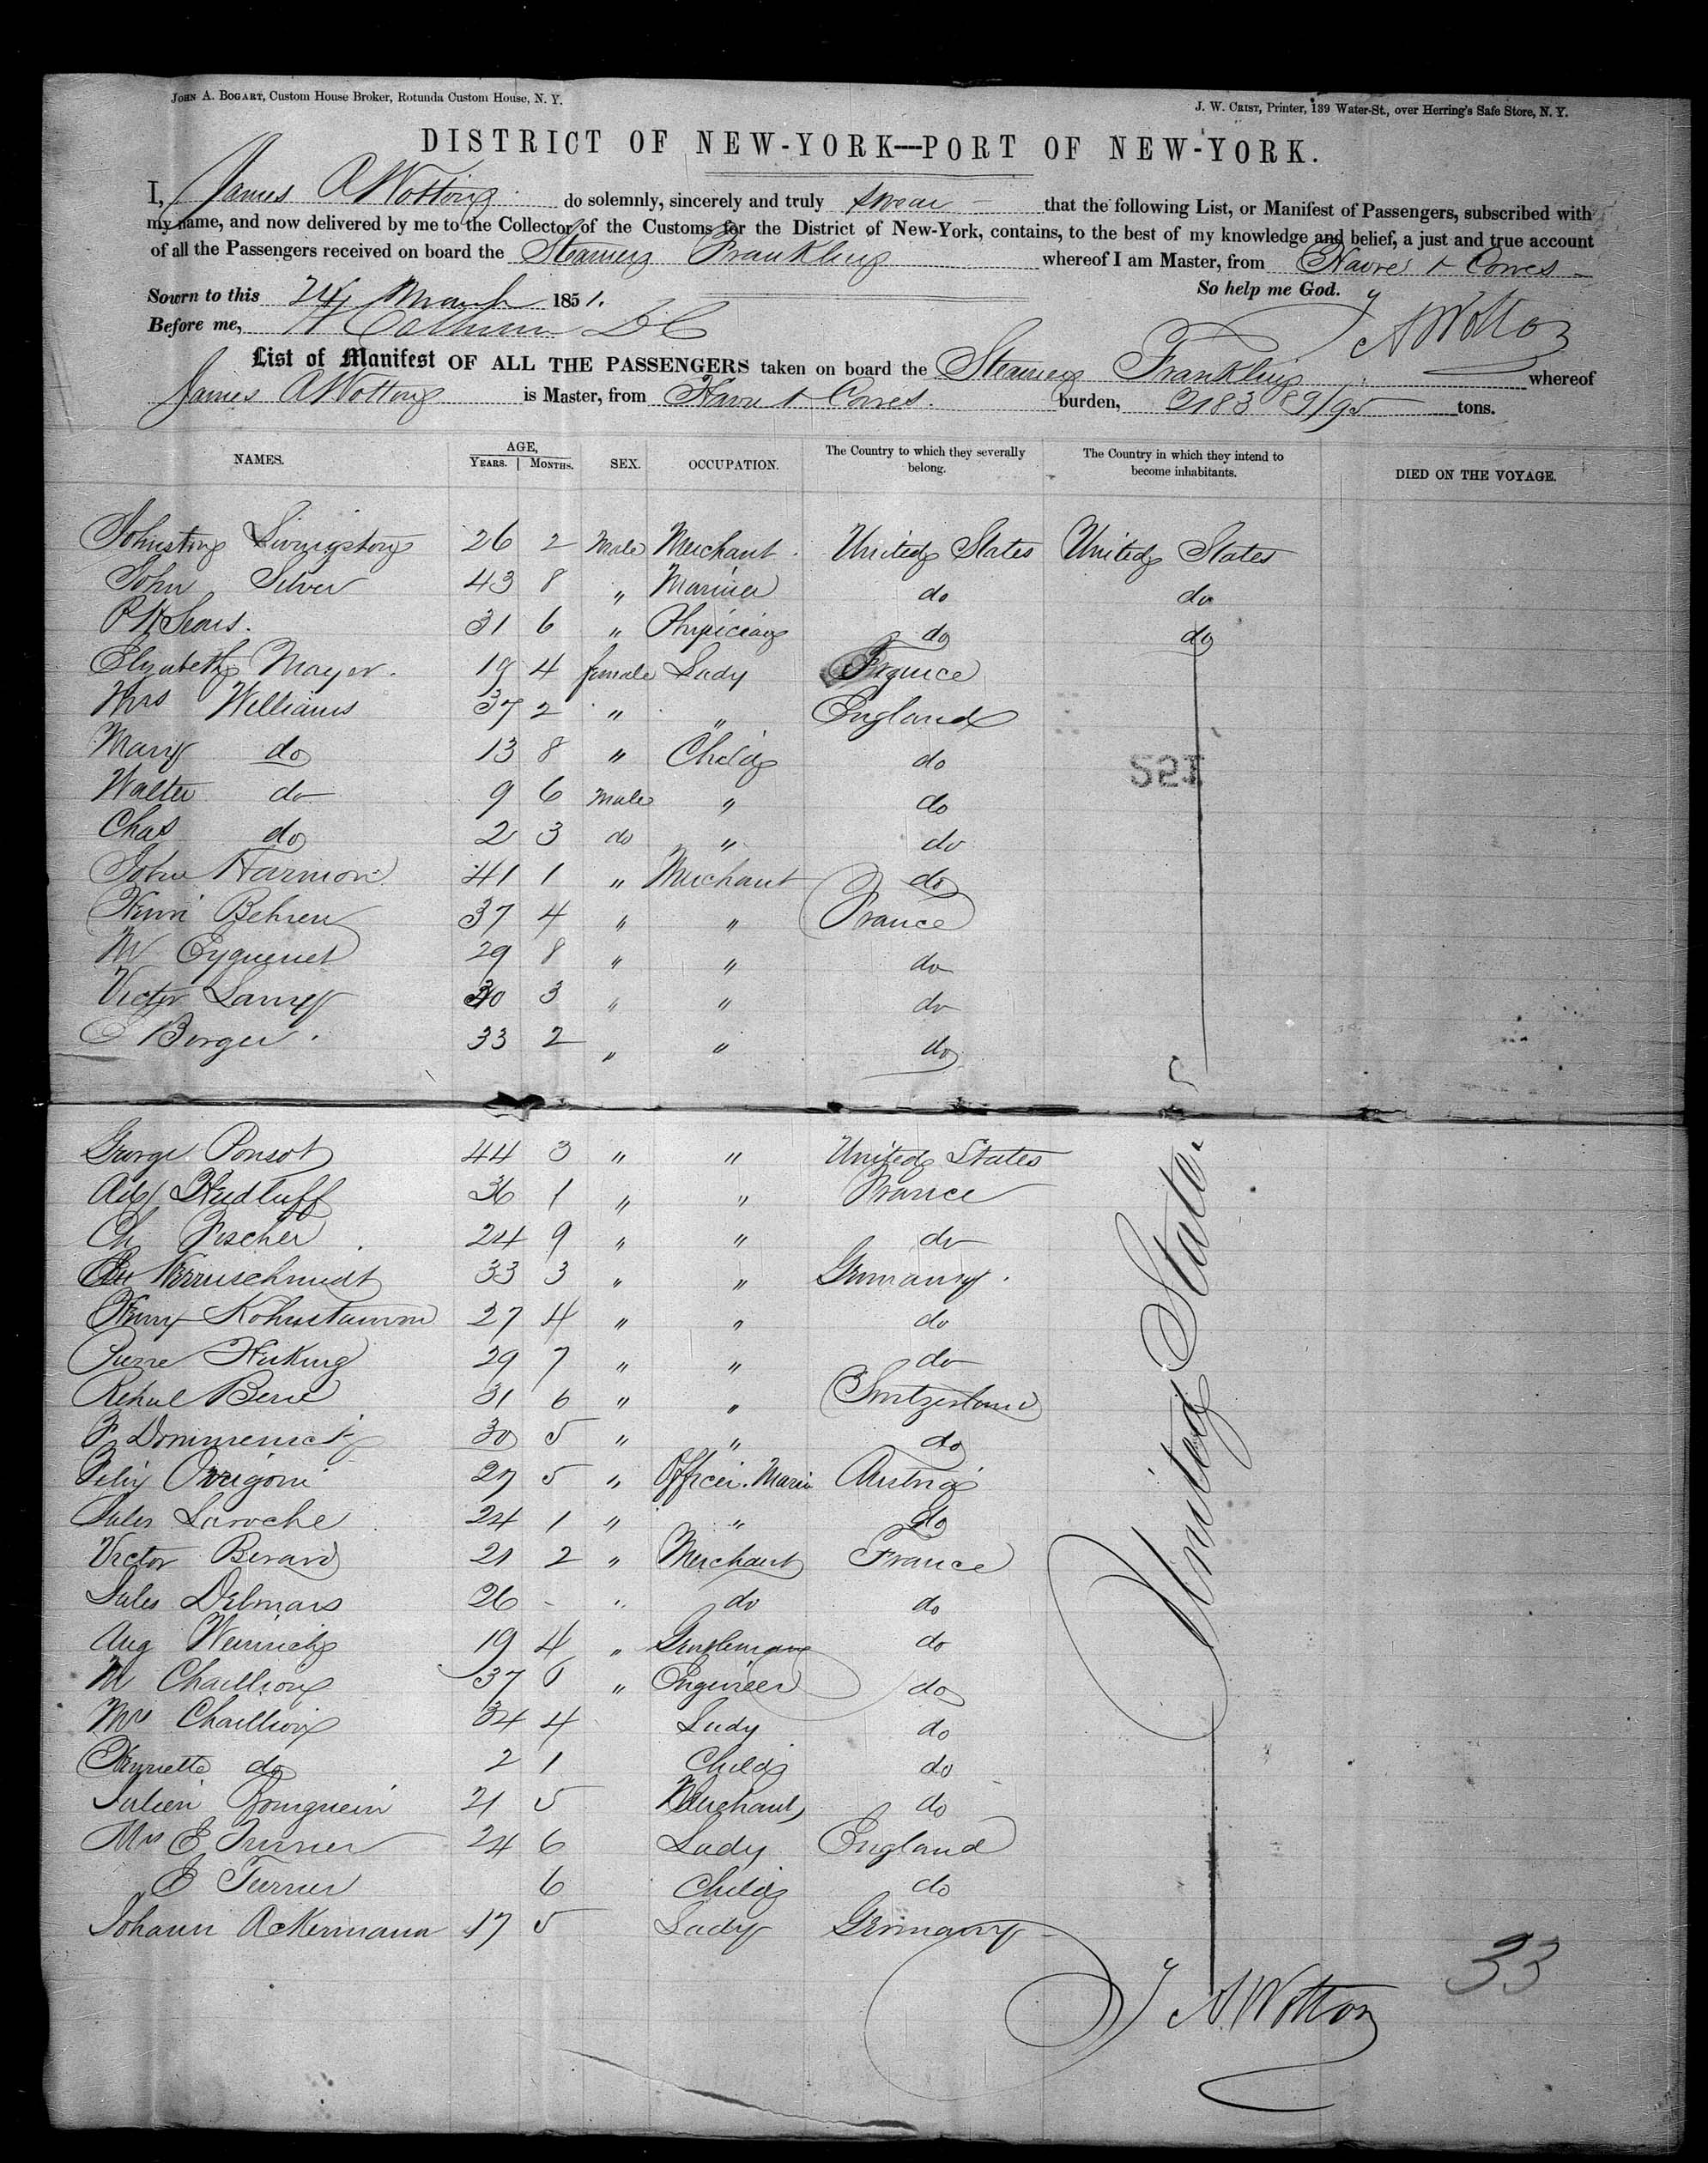 JOHN A. BOGART, Custom House Broker, Rotunda Custom House, N. Y.
J. W. CRIST, Printer, 139 Water-St., over Herring's Safe Store, N. Y.
DISTRICT OF NEW-YORK—PORT OF NEW-YORK.
I, James A Wotton do solemnly, sincerely and truly swear that the following List, or Manifest of Passengers, subscribed with
my name, and now delivered by me to the Collector of the Customs for the District of New-York, contains, to the best of my knowledge and belief, a just and true account
of all the Passengers received on board the Steamer Franklin whereof I am Master, from Havre & Cowes
So help me God.
Sworn to this 24 March 1851.
J A Wotton
Before me, W DC
List of Manifest OF ALL THE PASSENGERS taken on board the Steamer Franklin whereof
James A Wotton is Master, from Havre & Cowes. burden, 2183 89/95 tons.
NAMES. AGE, YEARS. MONTHS. SEX. OCCUPATION. The Country to which they severally belong. The Country in which they intend to become inhabitants. DIED ON THE VOYAGE.
Johnston Livingston 26 2 Male Merchant United States United States
John Silver 43 8 " Mariner do do
P H Sears. 31 6 " Physician do do
Elizabeth Mayer. 19 4 female Lady France
Mrs Williams 37 2 " " England
Mary do 13 8 " Child do
Walter do 9 6 Male " do
Chas do 2 3 do " do
John Harmon 41 1 " Merchant do
Henri Behren 37 4 " " France
M 29 8 " " do
Victor 3 " " do
Berger. 33 2 " " do
152
George Ponsot 44 3 " " United States
36 1 " " France
Ch Fischer 24 9 " " do
33 3 " " Germany.
Henry Kohnstamm 27 4 " " do
Pierre 29 7 " " do
31 6 " " Switzerland
F 30 5 " " do
Felix 27 5 " Officer. Marin Austria
Jules Laroche 24 1 " " do
Victor Berard 21 2 " Merchant France
Jules Delmars 26 - " do do
Aug Weinrich 19 4 " Gentleman do
M Chaillioux 37 6 " Engineer do
Mrs Chaillioux 34 4 Lady do
Henriette do 2 1 Child do
Julien 21 5 Merchant do
Mrs E Turner 24 6 Lady England
E Turner 6 Child do
Johann Ackermann 17 5 Lady Germany
United States
J A Wotton
33